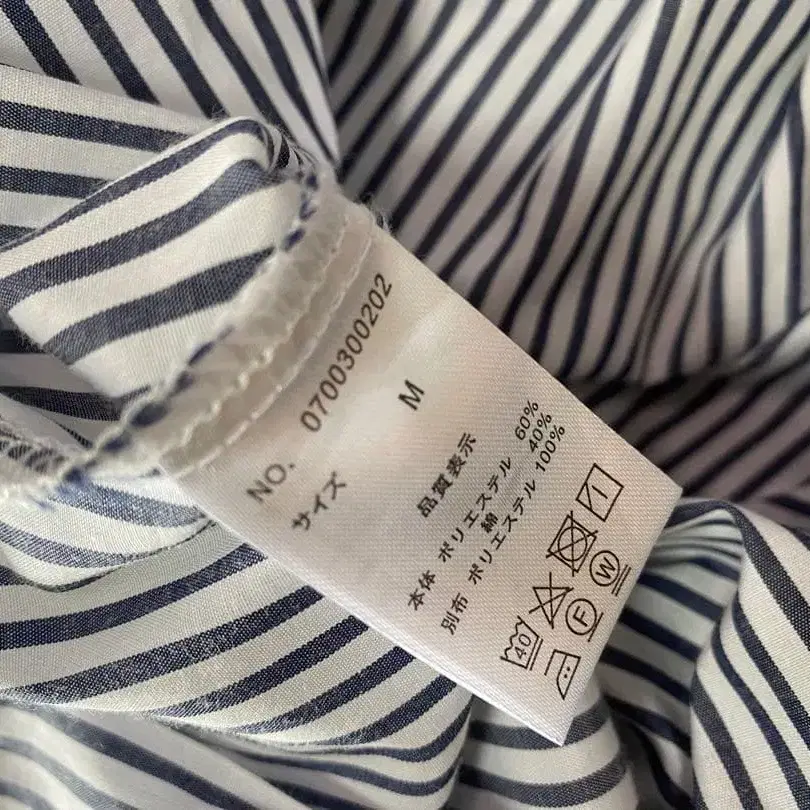 NO. 0700300202
サイズ M
品質表示
本体 ポリエステル 60%
綿 40%
別布 ポリエステル 100%
40
F W